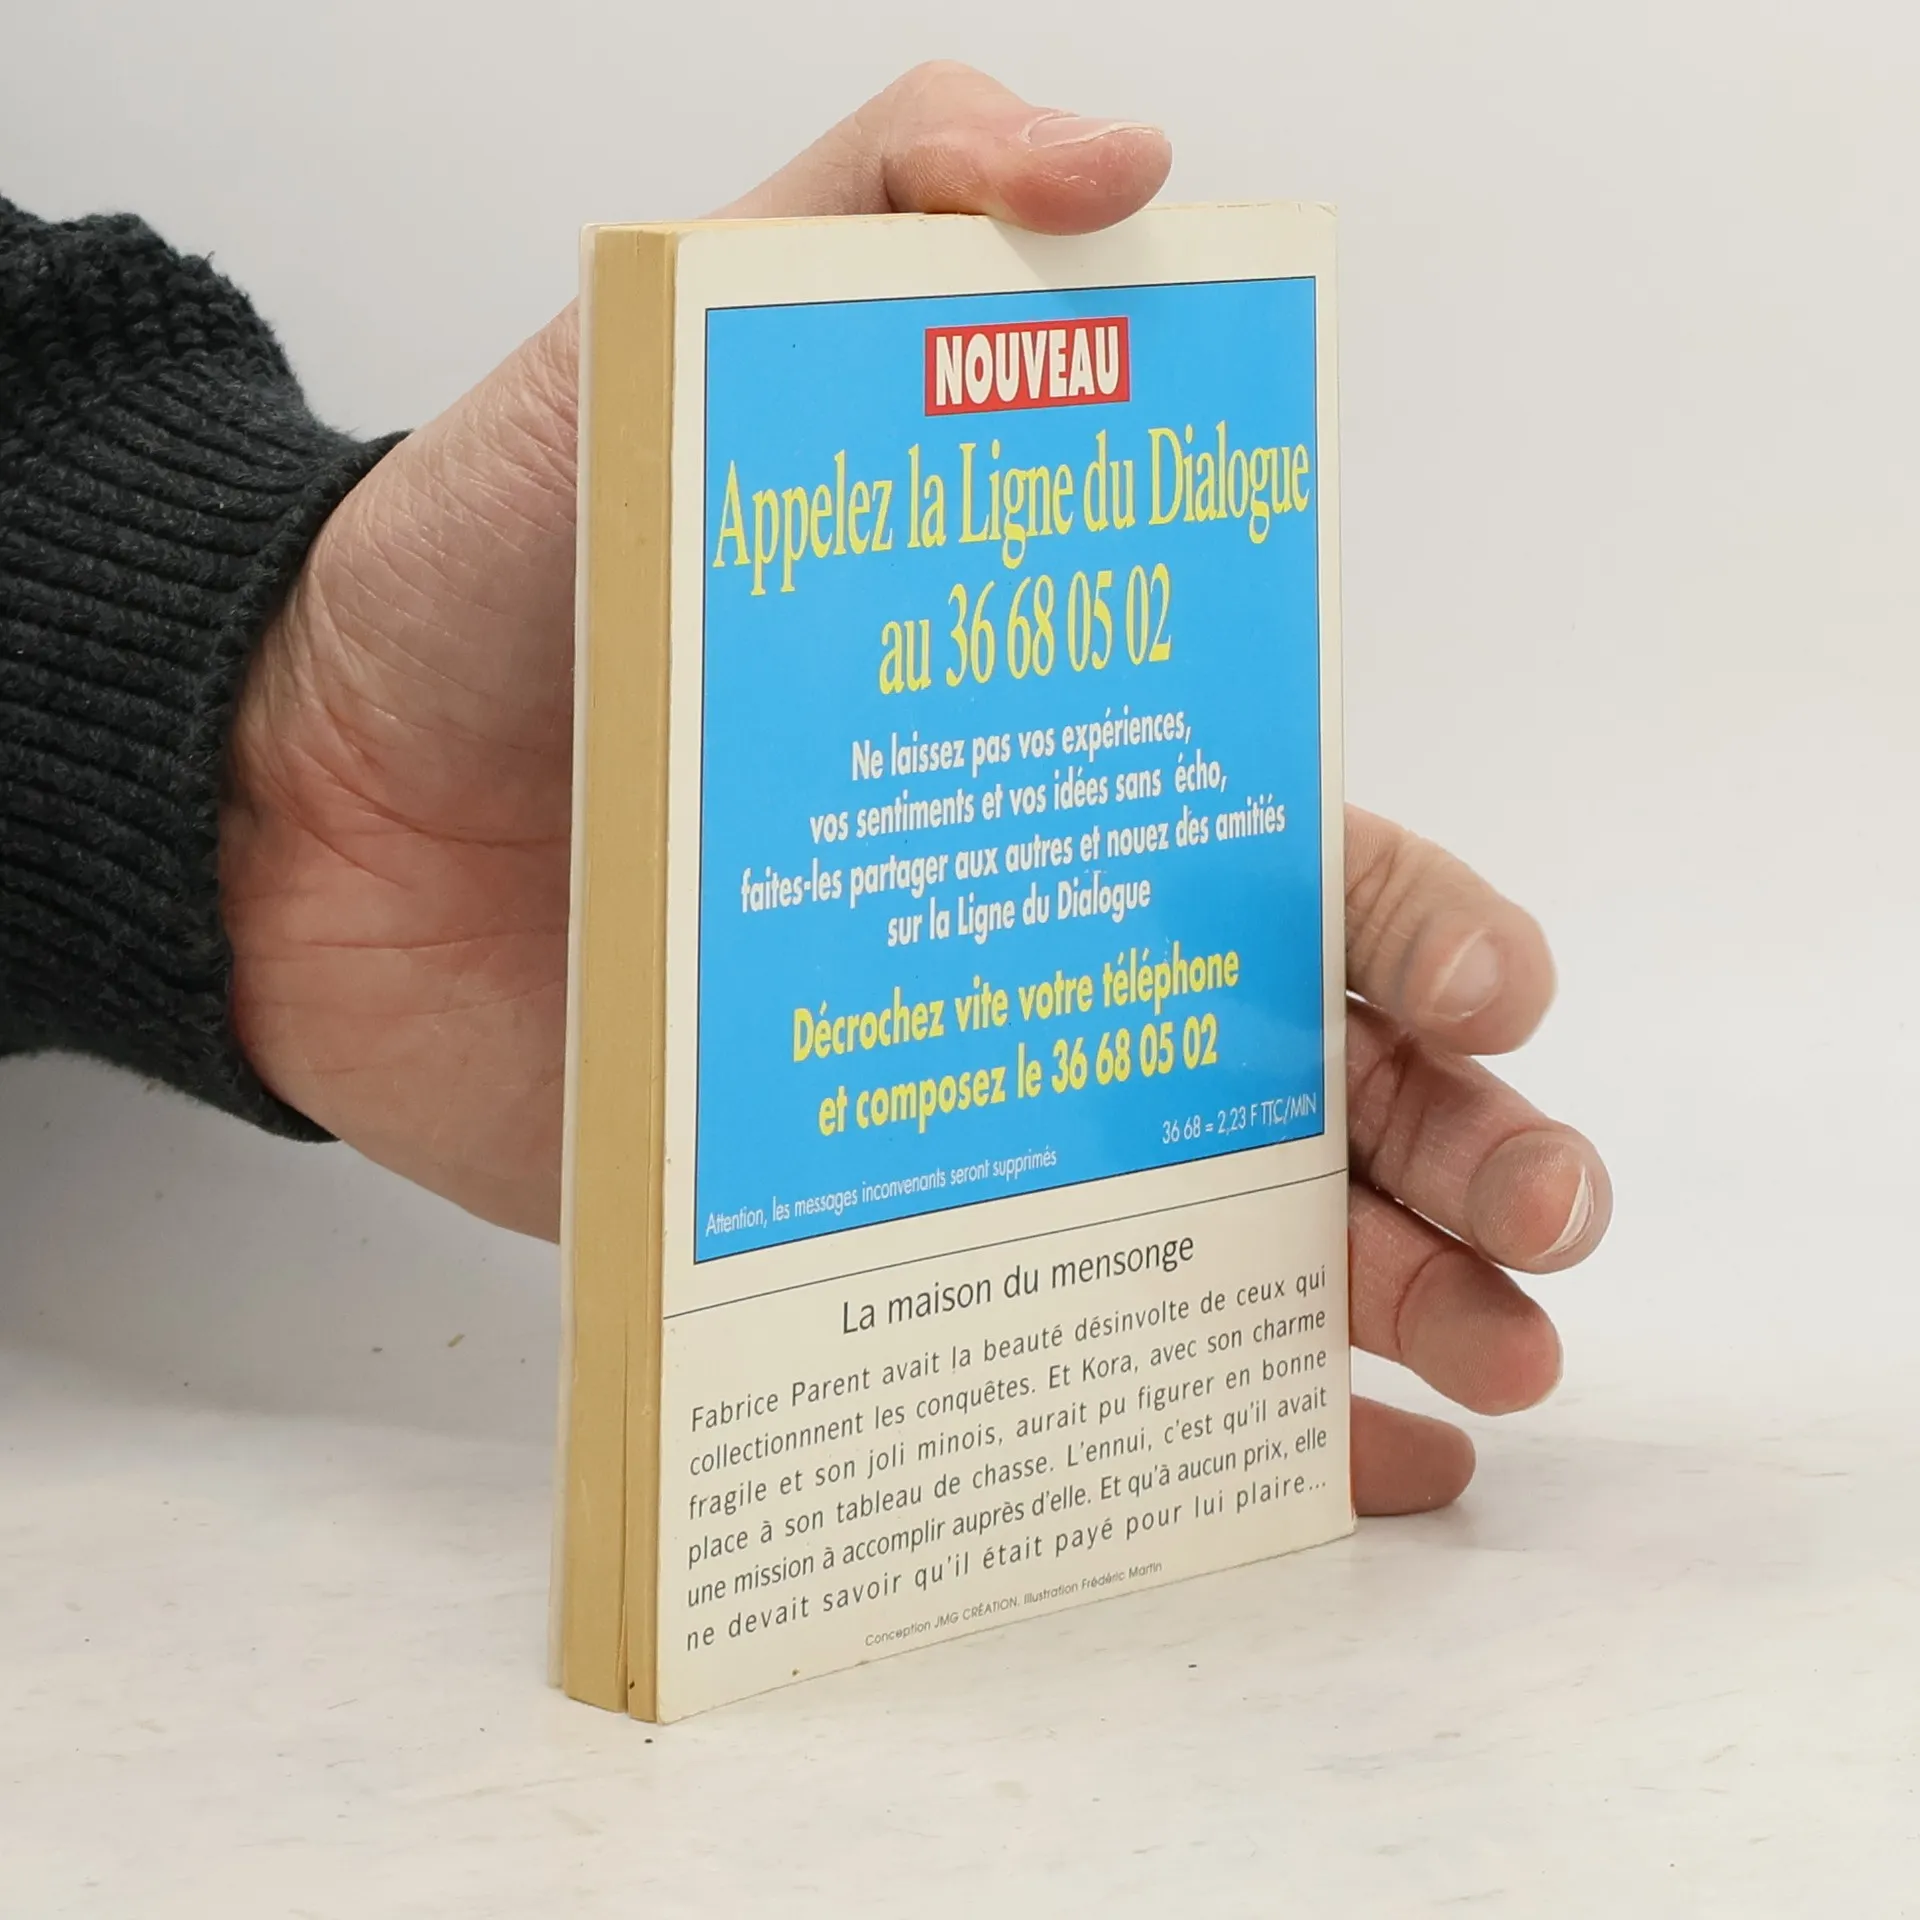 NOUVEAU
Appelez la Ligne du Dialogue
au 36 68 05 02
Ne laissez pas vos expériences,
vos sentiments et vos idées sans écho,
faites-les partager aux autres et nouez des amitiés
sur la Ligne du Dialogue
Décrochez vite votre téléphone
et composez le 36 68 05 02
36 68 = 2,23 F TTC/MIN
Attention, les messages inconvenants seront supprimés
La maison du mensonge
Fabrice Parent avait la beauté désinvolte de ceux qui
collectionnnent les conquêtes. Et Kora, avec son charme
fragile et son joli minois, aurait pu figurer en bonne
place à son tableau de chasse. L'ennui, c'est qu'il avait
une mission à accomplir auprès d'elle. Et qu'à aucun prix, elle
ne devait savoir qu'il était payé pour lui plaire...
Conception JMG CRÉATION. Illustration Frédéric Martin